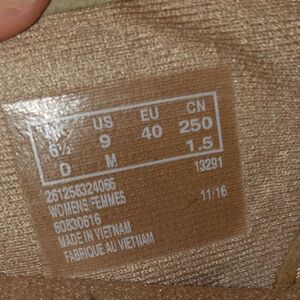 UK US EU CN
6½ 9 40 250
D M 1.5
261256324065 13291
WOMENS/FEMMES
60830616 11/16
MADE IN VIETNAM
FABRIQUE AU VIETNAM